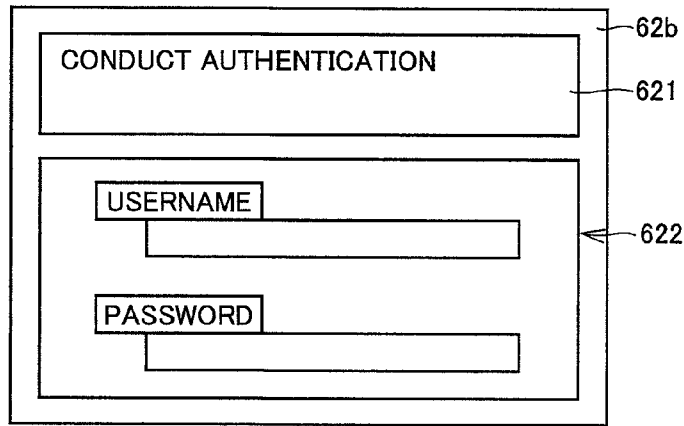 62b
CONDUCT AUTHENTICATION
621
USERNAME
622
PASSWORD